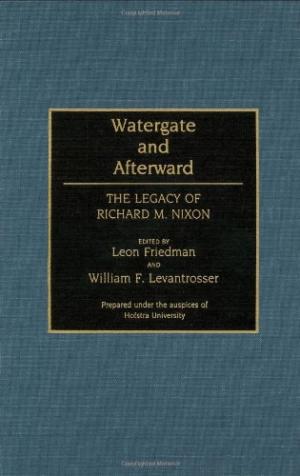 Watergate
and
Afterward
THE LEGACY OF
RICHARD M. NIXON
EDITED BY
Leon Friedman
AND
William F. Levantrosser
Prepared under the auspices of
Hofstra University